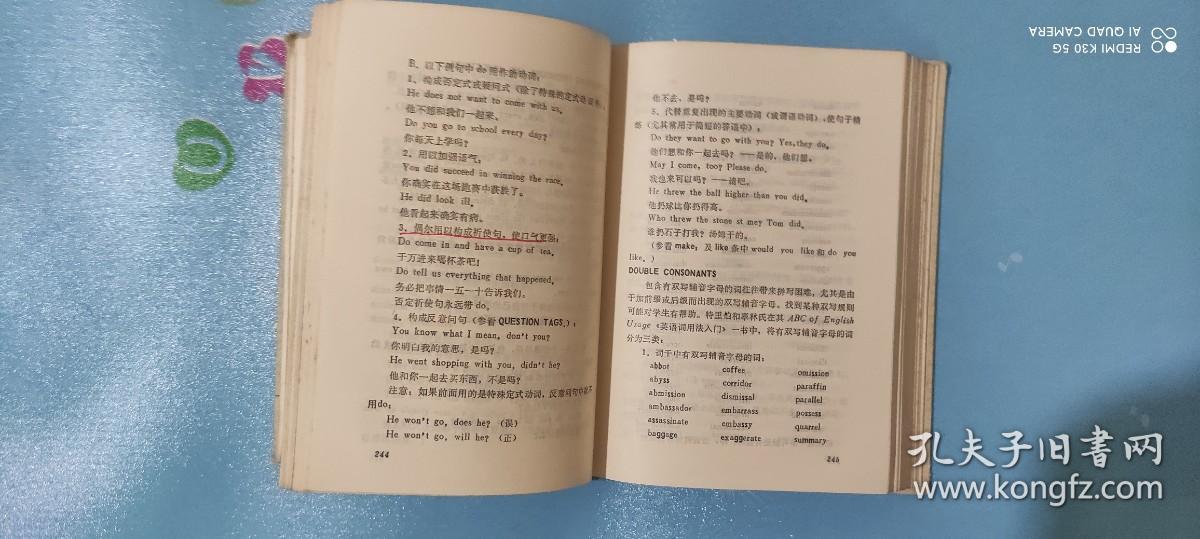 B、以下例句中 do 用作助动词:
1、构成否定式或疑问式(除了特殊的定式动词外):
He does not want to come with us.
他不想和我们一起来。
Do you go to school every day?
你每天上学吗?
2、用以加强语气:
You did succeed in winning the race.
你确实在这场跑赛中获胜了。
He did look ill.
他看起来确实有病。
3、偶尔用以构成祈使句,使口气更强:
Do come in and have a cup of tea.
千万进来喝杯茶吧!
Do tell us everything that happened.
务必把事情一五一十告诉我们。
否定祈使句永远带 do。
4、构成反意问句(参看 QUESTION TAGS。):
You know what I mean, don't you?
你明白我的意思,是吗?
He went shopping with you, didn't he?
他和你一起去买东西,不是吗?
注意:如果前面用的是特殊定式动词,反意问句中就不
用do:
He won't go, does he? (误)
He won't go, will he? (正)
244
他不去,是吗?
5、代替重复出现的主要动词(或谓语动词),使句子精
(尤其常用于简短的答语中):
Do they want to go with you? Yes, they do.
他们想和你一起去吗?——是的,他们想。
May I come, too? Please do.
我也来可以吗?——请吧。
He threw the ball higher than you did.
他扔球比你扔得高。
Who threw the stone st mey Tom did.
谁扔石子打我?汤姆干的。
(参看 make; 及 like 条中 would you like 和 do you
like。)
DOUBLE CONSONANTS
包含有双写辅音字母的词往往带来拼写困难,尤其是由
于加前缀或后缀而出现的双写辅音字母。找到某种双写规则
可能对学生有帮助。特里伯和亭林氏在其 ABC of English
Usage《英语词用法入门》一书中,将有双写辅音字母的词
分为三类:
1、词干中有双写辅音字母的词:
abbot coffee omission
abyss corridor paraffin
abmission dismissal parallel
ambassador embarrass possess
assassinate embassy quarrel
baggage exaggerate summary
245
REDMI K30 5G
AI QUAD CAMERA
孔夫子旧书网
www.kongfz.com